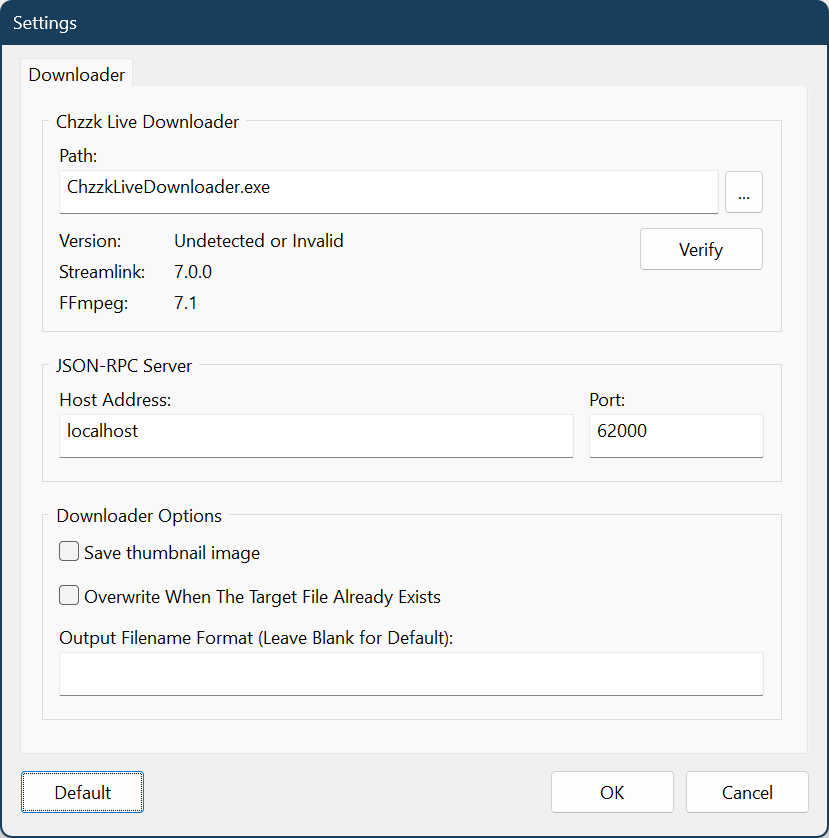 Settings
Downloader
Chzzk Live Downloader
Path:
ChzzkLiveDownloader.exe
...
Version: Undetected or Invalid
Verify
Streamlink: 7.0.0
FFmpeg: 7.1
JSON-RPC Server
Host Address: Port:
localhost 62000
Downloader Options
Save thumbnail image
Overwrite When The Target File Already Exists
Output Filename Format (Leave Blank for Default):
Default OK Cancel